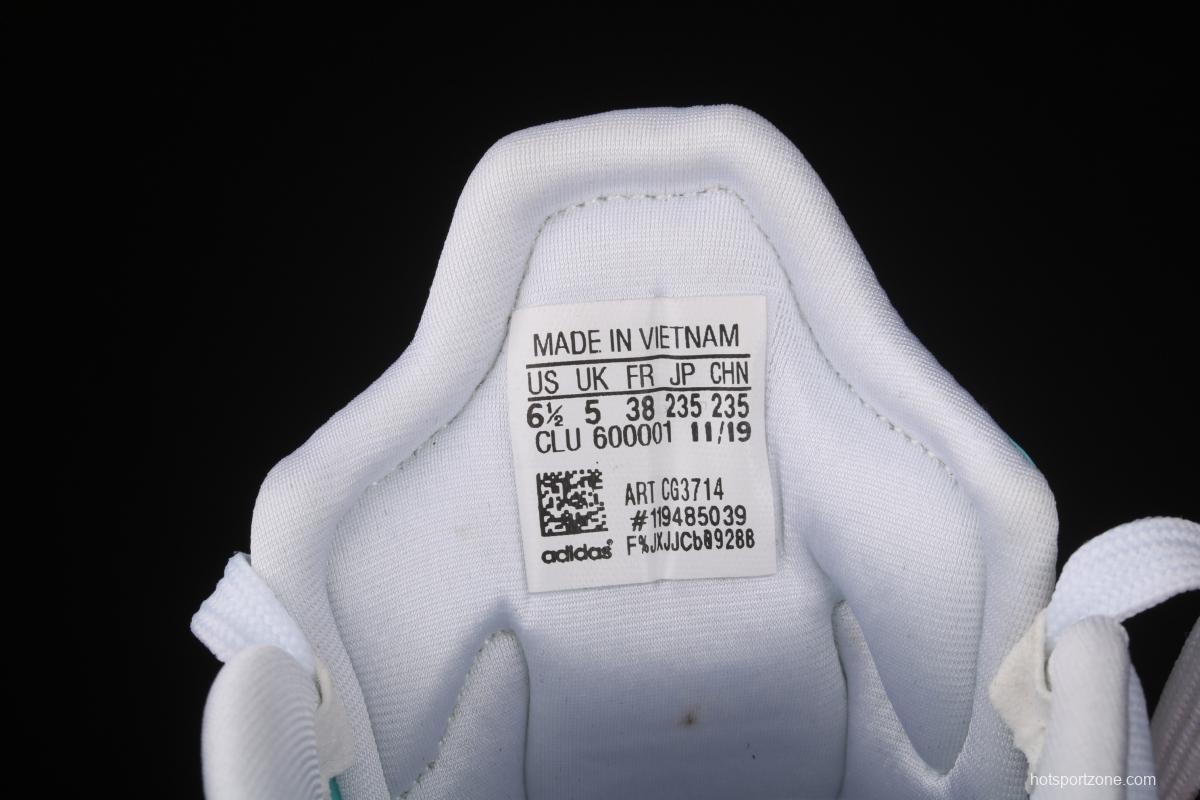 MADE IN VIETNAM
US UK FR JP CHN
6½ 5 38 235 235
CLU 600001 11/19
ART CG3714
#119485039
F%JXJJCb09288
adidas
hotsportzone.com